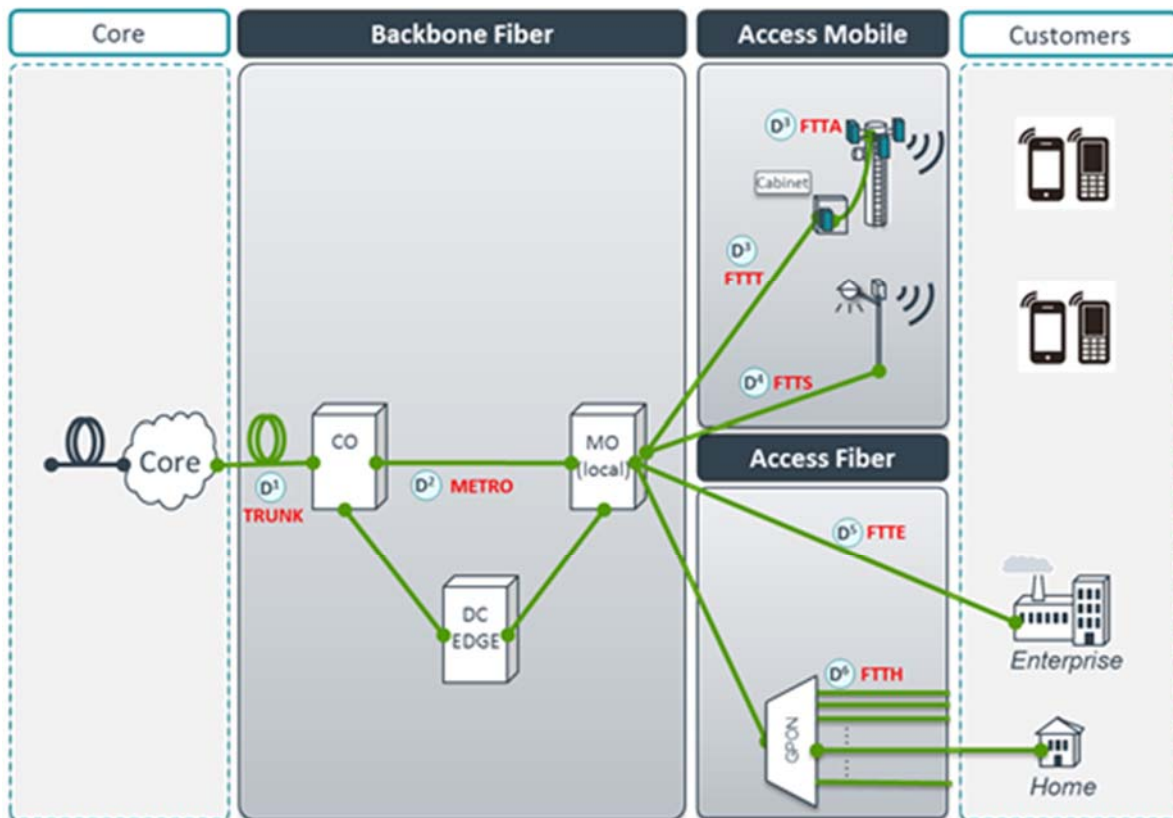 Core
Backbone Fiber
Access Mobile
Customers
D³ FTTA
Cabinet
D³
FTTT
D⁴ FTTS
CO
MO
(local)
Core
D¹
TRUNK
D² METRO
Access Fiber
D⁵ FTTE
DC
EDGE
Enterprise
D⁶ FTTH
GPON
Home